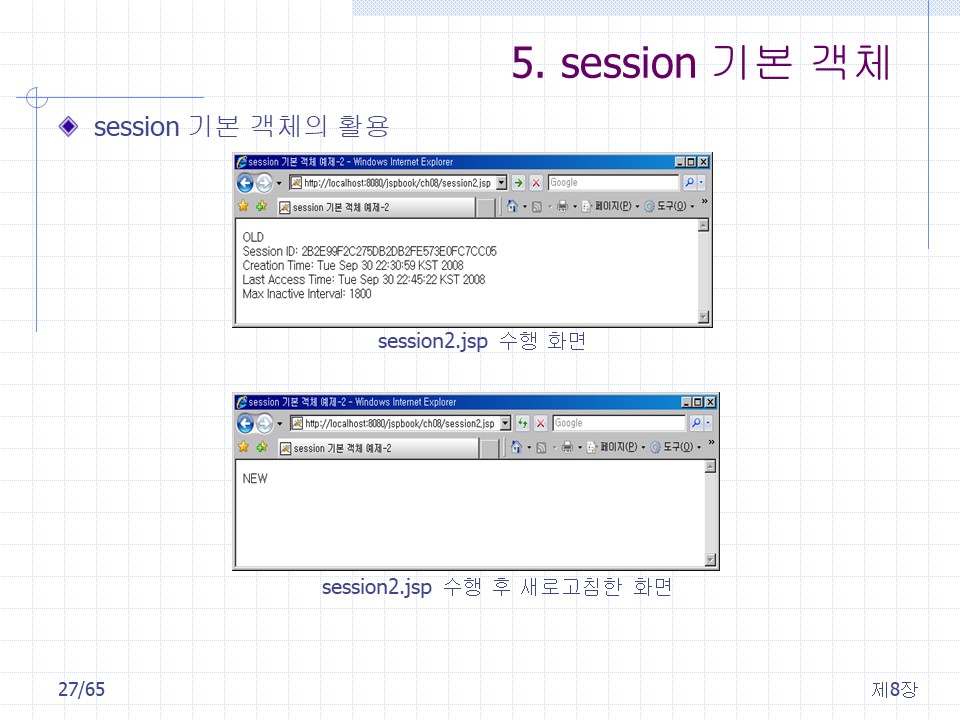 5. session 기본 객체
session 기본 객체의 활용
session 기본 객체 예제-2 - Windows Internet Explorer
http://localhost:8080/jspbook/ch08/session2.jsp
Google
session 기본 객체 예제-2
페이지(P)
도구(O)
OLD
Session ID: 2B2E99F2C275DB2DB2FE573E0FC7CC05
Creation Time: Tue Sep 30 22:30:59 KST 2008
Last Access Time: Tue Sep 30 22:45:22 KST 2008
Max Inactive Interval: 1800
session2.jsp 수행 화면
session 기본 객체 예제-2 - Windows Internet Explorer
http://localhost:8080/jspbook/ch08/session2.jsp
Google
session 기본 객체 예제-2
페이지(P)
도구(O)
NEW
session2.jsp 수행 후 새로고침한 화면
27/65
제8장